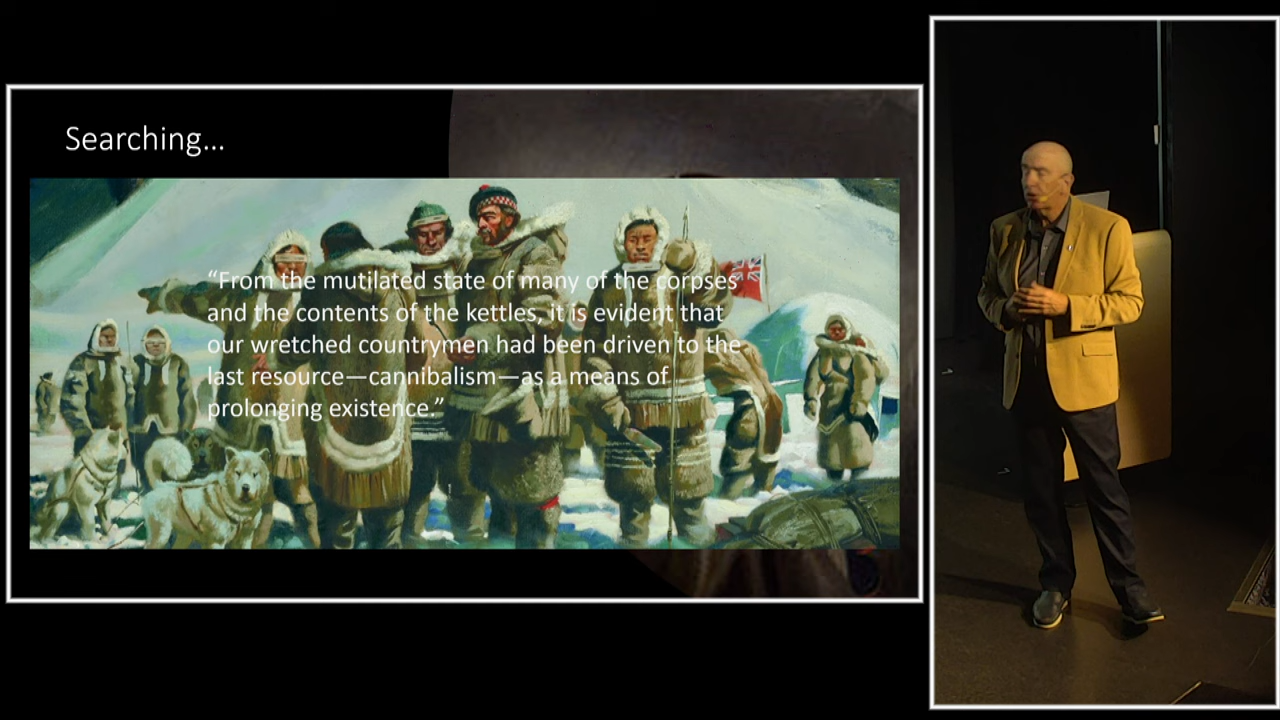 Searching...
“From the mutilated state of many of the corpses
and the contents of the kettles, it is evident that
our wretched countrymen had been driven to the
last resource—cannibalism—as a means of
prolonging existence.”